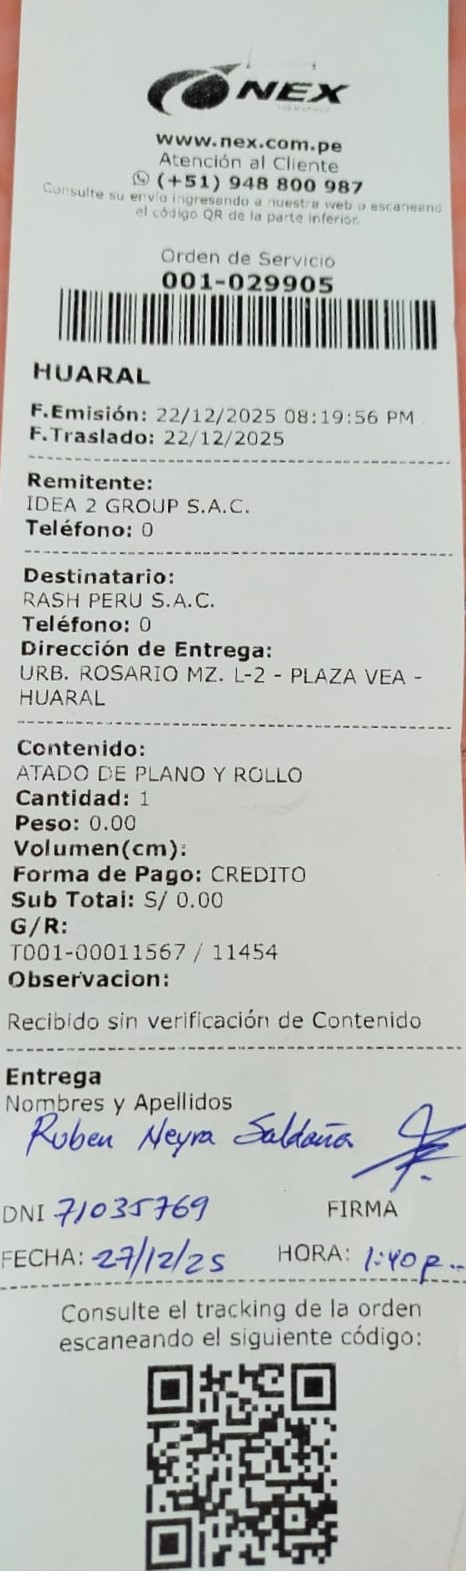 NEX
www.nex.com.pe
Atención al Cliente
(+51) 948 800 987
Consulte su envío ingresando a nuestra web o escaneand
el código QR de la parte inferior.
Orden de Servicio
001-029905
HUARAL
F.Emisión: 22/12/2025 08:19:56 PM
F.Traslado: 22/12/2025
Remitente:
IDEA 2 GROUP S.A.C.
Teléfono: 0
Destinatario:
RASH PERU S.A.C.
Teléfono: 0
Dirección de Entrega:
URB. ROSARIO MZ. L-2 - PLAZA VEA -
HUARAL
Contenido:
ATADO DE PLANO Y ROLLO
Cantidad: 1
Peso: 0.00
Volumen(cm):
Forma de Pago: CREDITO
Sub Total: S/ 0.00
G/R:
T001-00011567 / 11454
Observacion:
Recibido sin verificación de Contenido
Entrega
Nombres y Apellidos
Ruben Neyra Saldaña
DNI 71035769 FIRMA
FECHA: 27/12/25 HORA: 1:40 p..
Consulte el tracking de la orden
escaneando el siguiente código: